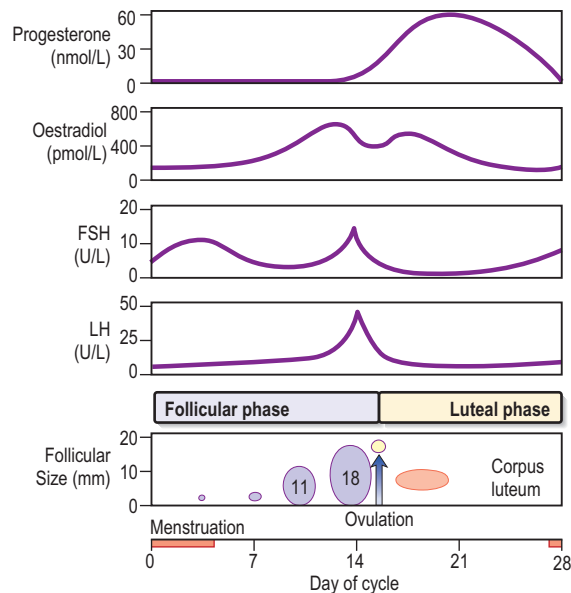 Progesterone
(nmol/L)
60
30
0
Oestradiol
(pmol/L)
800
400
0
FSH
(U/L)
20
10
0
LH
(U/L)
50
25
0
Follicular phase
Luteal phase
Follicular
Size (mm)
20
10
0
11
18
Corpus
luteum
Menstruation
Ovulation
0 7 14 21 28
Day of cycle